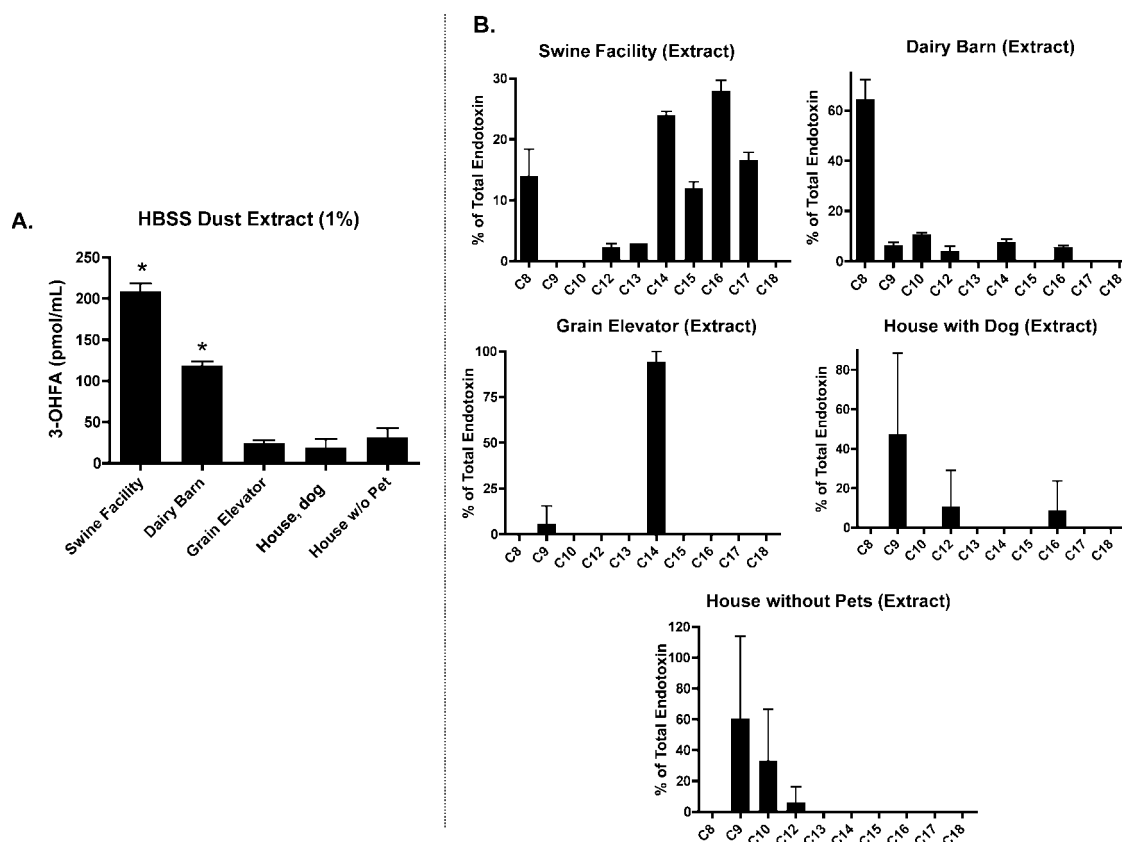 A.
HBSS Dust Extract (1%)
3-OHFA (pmol/mL)
250
200
150
100
50
0
*
*
Swine Facility
Dairy Barn
Grain Elevator
House, dog
House w/o Pet
B.
Swine Facility (Extract)
% of Total Endotoxin
30
20
10
0
C8 C9 C10 C12 C13 C14 C15 C16 C17 C18
Dairy Barn (Extract)
% of Total Endotoxin
60
40
20
0
C8 C9 C10 C12 C13 C14 C15 C16 C17 C18
Grain Elevator (Extract)
% of Total Endotoxin
100
75
50
25
0
C8 C9 C10 C12 C13 C14 C15 C16 C17 C18
House with Dog (Extract)
% of Total Endotoxin
80
60
40
20
0
C8 C9 C10 C12 C13 C14 C15 C16 C17 C18
House without Pets (Extract)
% of Total Endotoxin
120
100
80
60
40
20
0
C8 C9 C10 C12 C13 C14 C15 C16 C17 C18